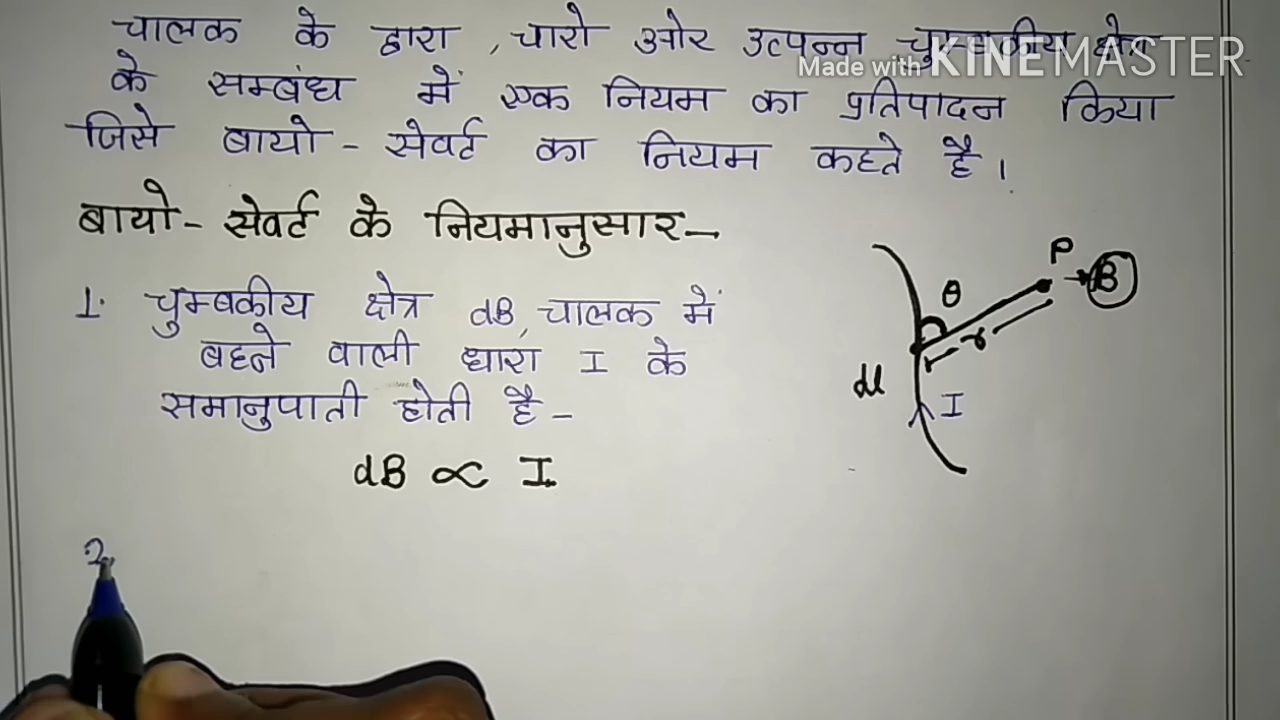 चालक के द्वारा, चारो ओर उत्पन्न चुम्बकीय क्षेत्र
Made with KINEMASTER
के सम्बंध में एक नियम का प्रतिपादन किया
जिसे बायो - सेवर्ट का नियम कहते है।
बायो - सेवर्ट के नियमानुसार -
1. चुम्बकीय क्षेत्र dB, चालक में
बहने वाली धारा I के
समानुपाती होती है -
dB ∝ I
2
P
B
θ
r
dl
I